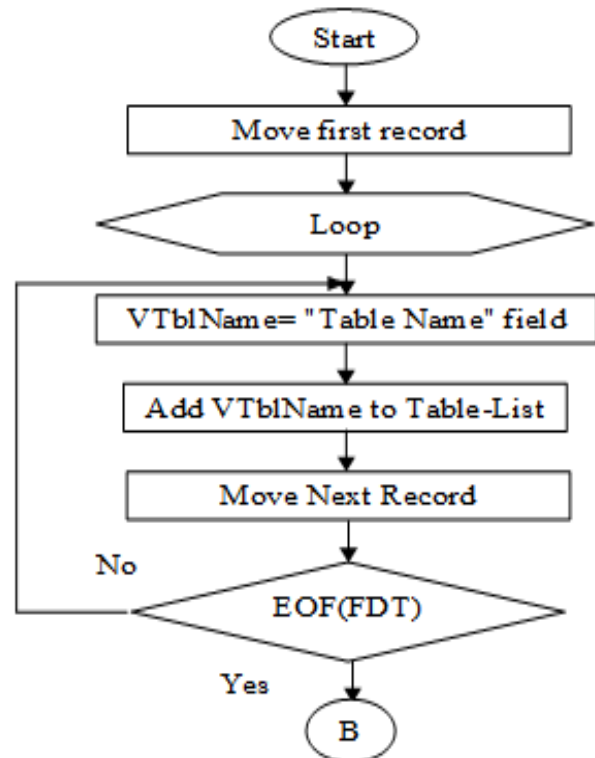 Start
Move first record
Loop
VTblName= "Table Name" field
Add VTblName to Table-List
Move Next Record
No
EOF(FDT)
Yes
B